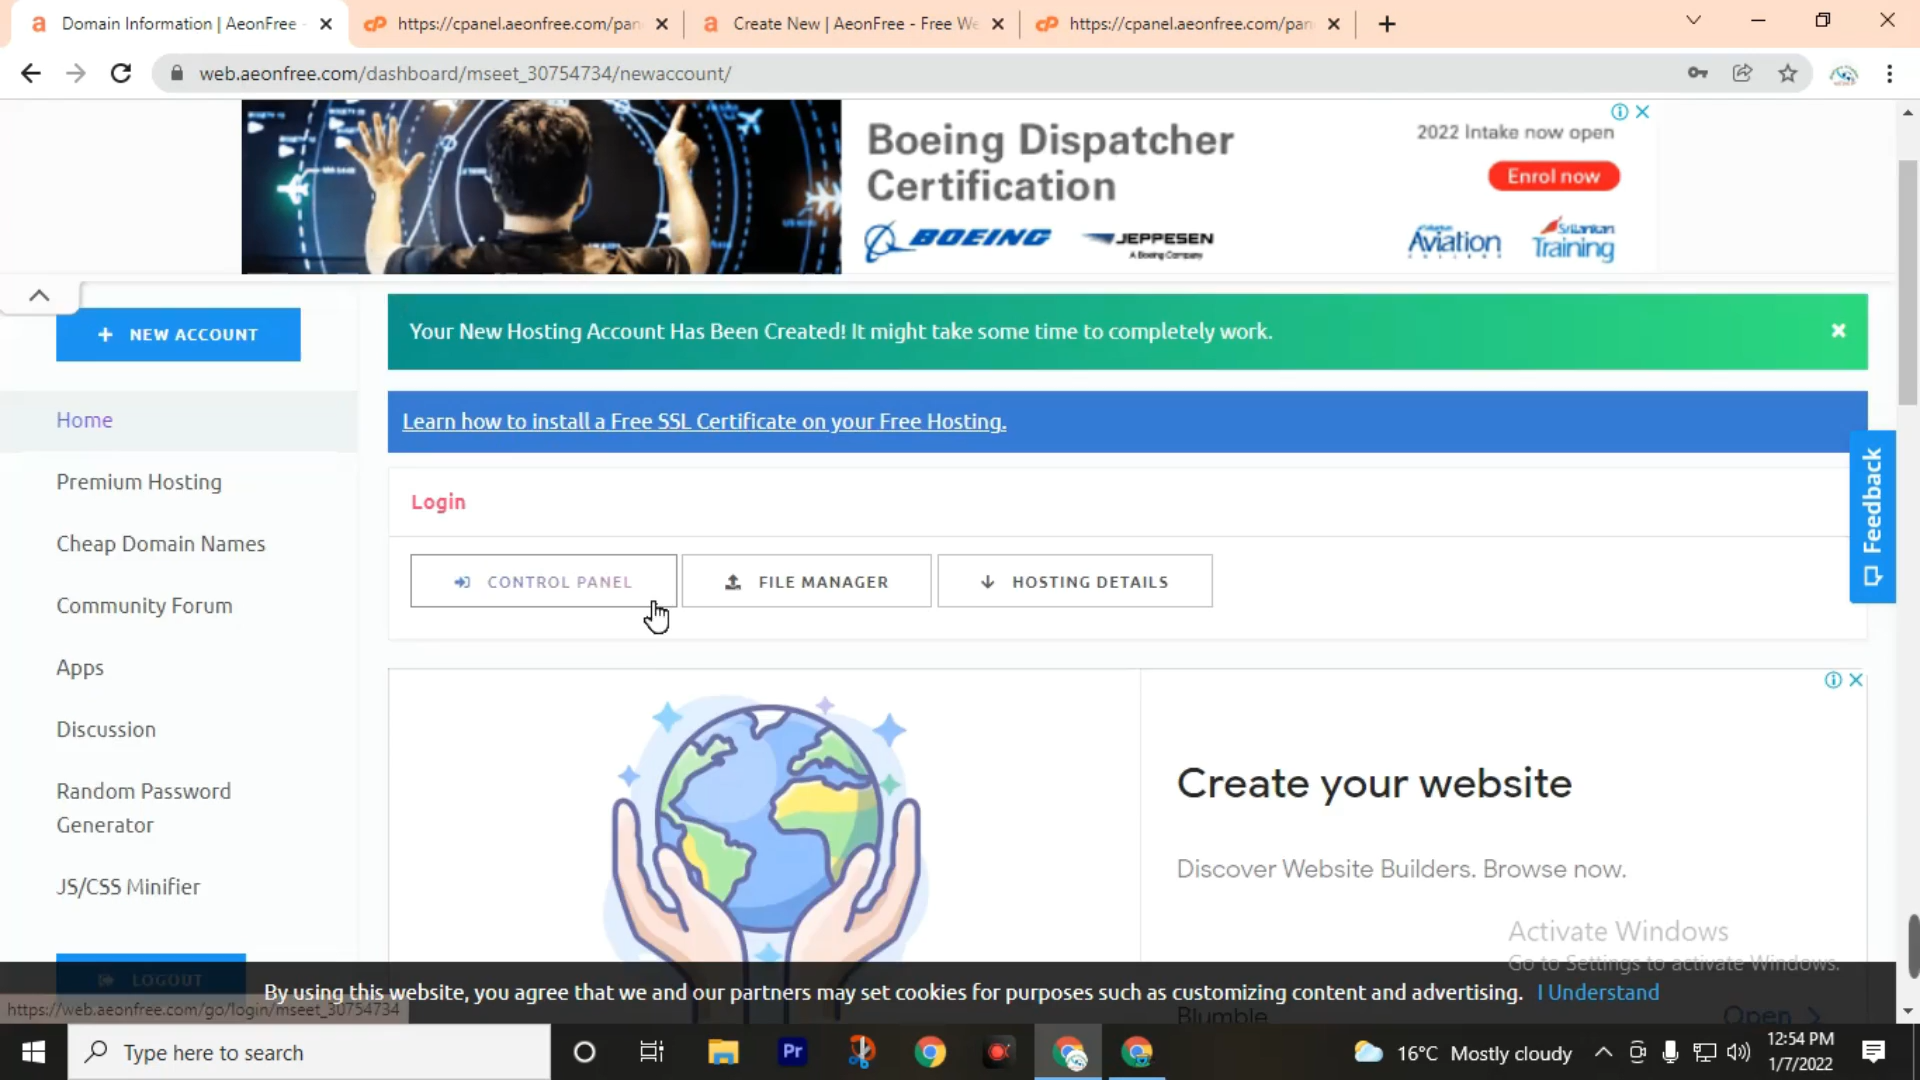 Domain Information | AeonFree -
https://cpanel.aeonfree.com/pan
Create New | AeonFree - Free We
https://cpanel.aeonfree.com/pan
web.aeonfree.com/dashboard/mseet_30754734/newaccount/
Boeing Dispatcher
Certification
BOEING
JEPPESEN
A Boeing Company
2022 Intake now open
Enrol now
Aviation
SriLankan
Training
+ NEW ACCOUNT
Your New Hosting Account Has Been Created! It might take some time to completely work.
Learn how to install a Free SSL Certificate on your Free Hosting.
Home
Premium Hosting
Cheap Domain Names
Community Forum
Apps
Discussion
Random Password
Generator
JS/CSS Minifier
LOGOUT
Login
CONTROL PANEL
FILE MANAGER
HOSTING DETAILS
Feedback
Create your website
Discover Website Builders. Browse now.
Blumble
Open
Activate Windows
Go to Settings to activate Windows.
By using this website, you agree that we and our partners may set cookies for purposes such as customizing content and advertising. I Understand
https://web.aeonfree.com/go/login/mseet_30754734
Type here to search
Pr
16°C Mostly cloudy
12:54 PM
1/7/2022